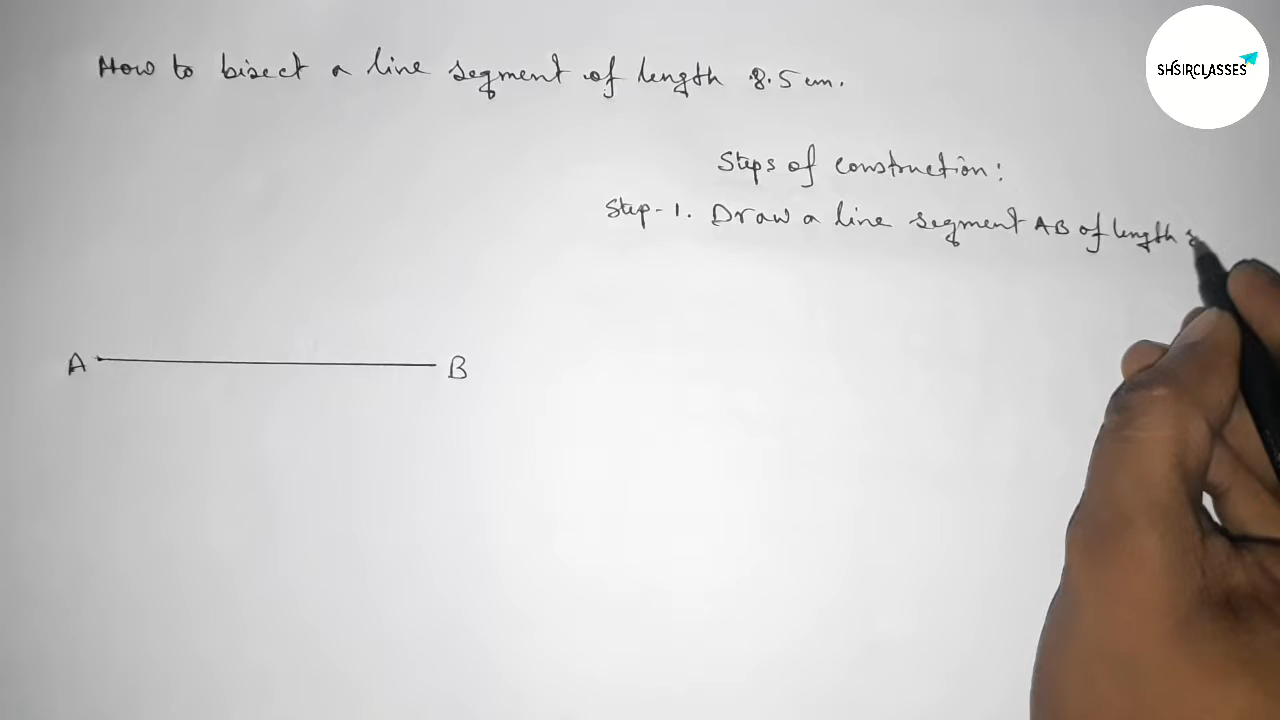 How to bisect a line segment of length 8.5 cm.
SHSIRCLASSES
Steps of construction:
Step-1. Draw a line segment AB of length 8
A B